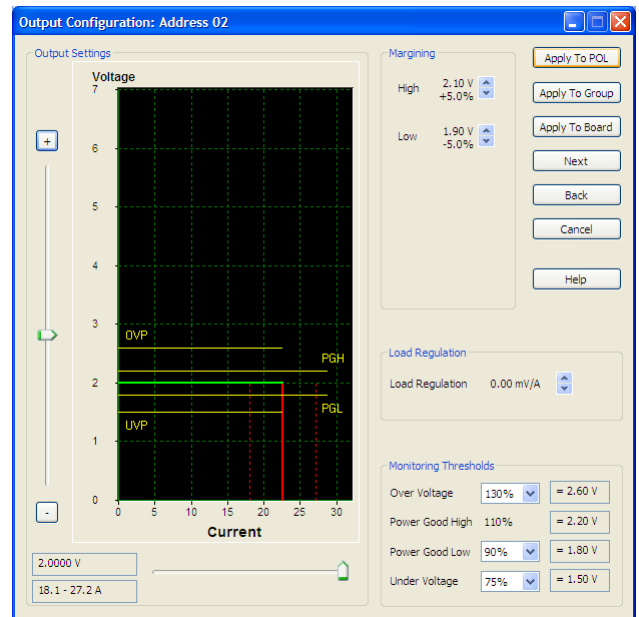 Output Configuration: Address 02
Output Settings
Voltage
7
6
5
4
3
2
1
0
+
-
OVP
PGH
PGL
UVP
0 5 10 15 20 25 30
Current
2.0000 V
18.1 - 27.2 A
Margining
High 2.10 V
+5.0%
Low 1.90 V
-5.0%
Apply To POL
Apply To Group
Apply To Board
Next
Back
Cancel
Help
Load Regulation
Load Regulation 0.00 mV/A
Monitoring Thresholds
Over Voltage 130% = 2.60 V
Power Good High 110% = 2.20 V
Power Good Low 90% = 1.80 V
Under Voltage 75% = 1.50 V